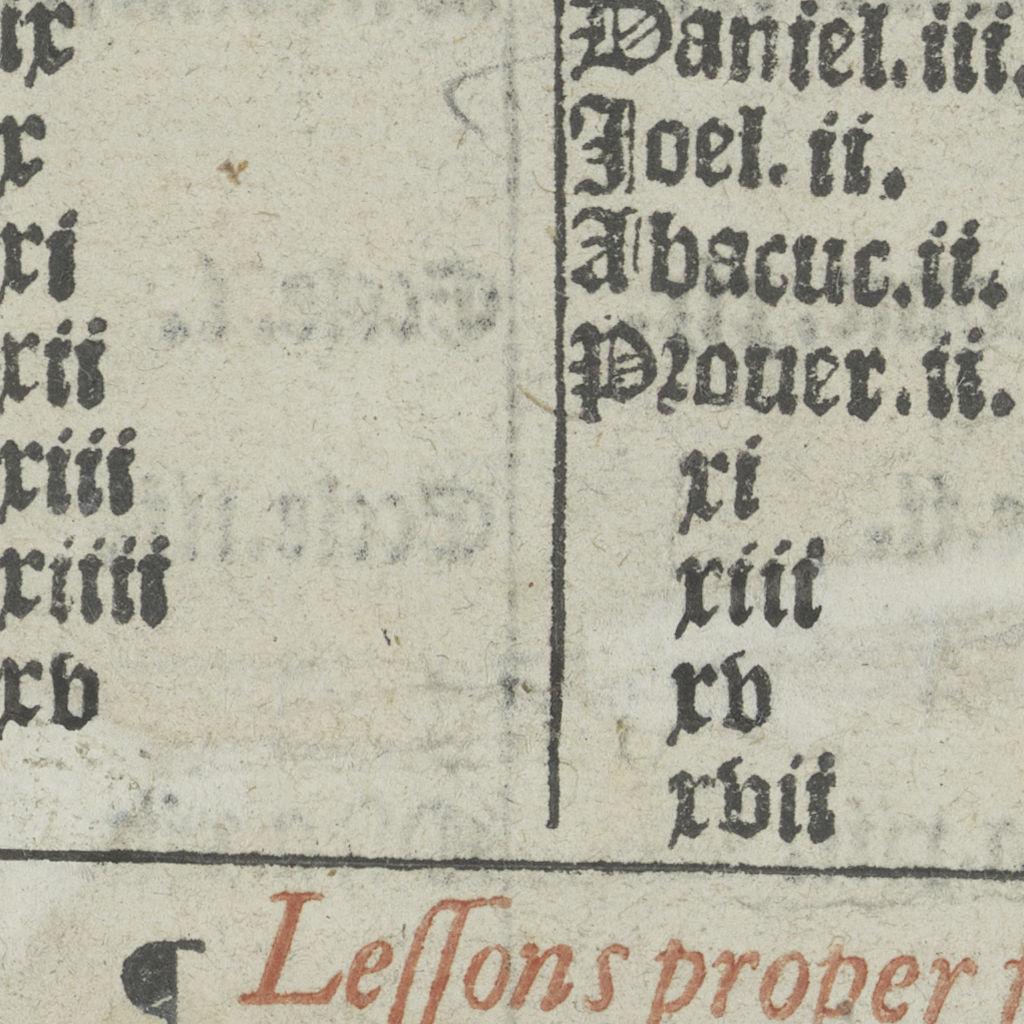 ix Daniel.iii.
x Joel. ii.
xi Abacuc.ii.
xii Prouer.ii.
xiii xi
xiiii xiii
xv xv
xvii
¶ Leſſons proper